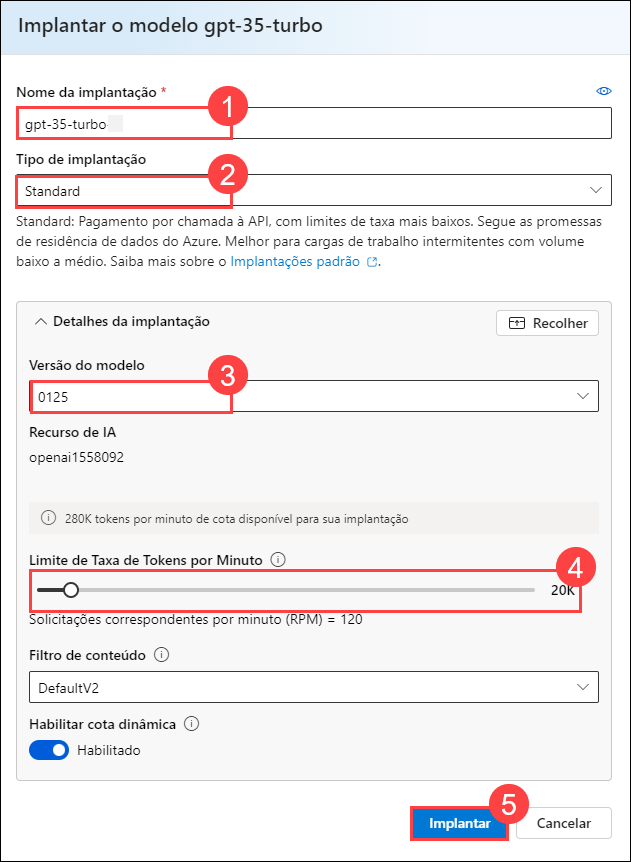 Implantar o modelo gpt-35-turbo
Nome da implantação *
1
gpt-35-turbo
Tipo de implantação
2
Standard
Standard: Pagamento por chamada à API, com limites de taxa mais baixos. Segue as promessas
de residência de dados do Azure. Melhor para cargas de trabalho intermitentes com volume
baixo a médio. Saiba mais sobre o Implantações padrão.
Detalhes da implantação
Recolher
Versão do modelo
3
0125
Recurso de IA
openai1558092
280K tokens por minuto de cota disponível para sua implantação
Limite de Taxa de Tokens por Minuto
4
20K
Solicitações correspondentes por minuto (RPM) = 120
Filtro de conteúdo
DefaultV2
Habilitar cota dinâmica
Habilitado
5
Implantar
Cancelar